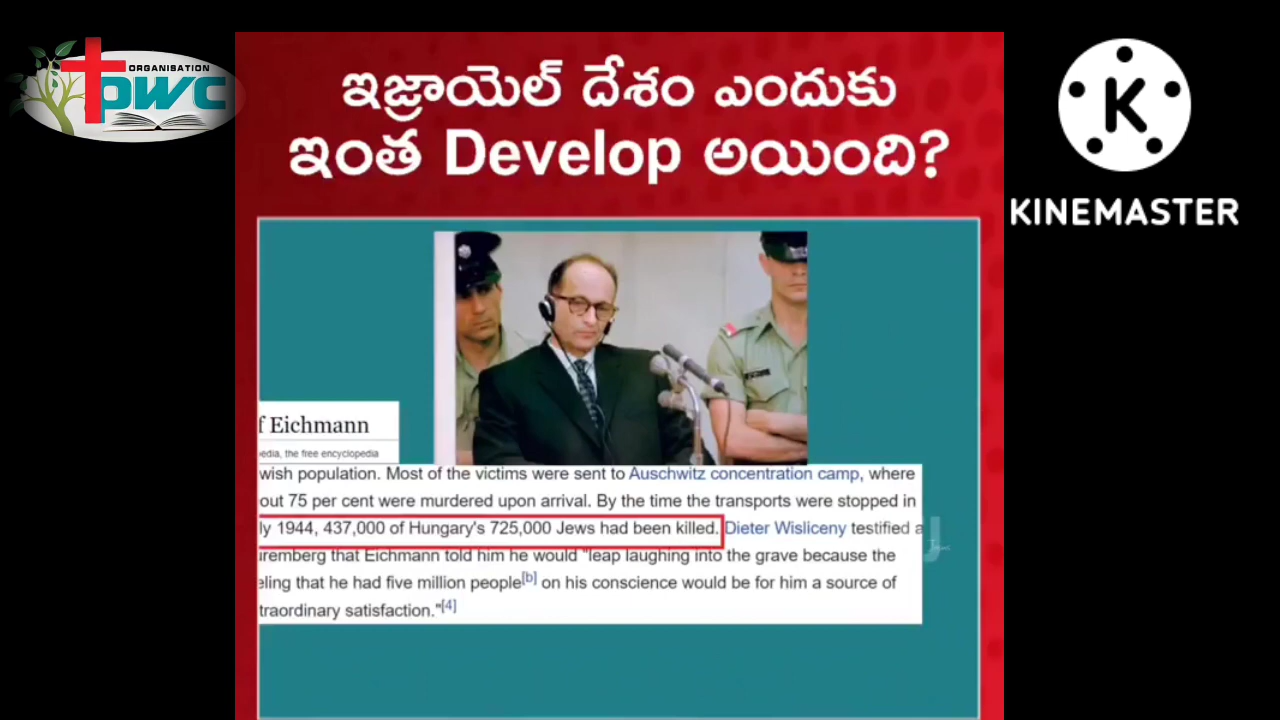 ORGANISATION
pwc
ఇజ్రాయెల్ దేశం ఎందుకు
ఇంత Develop అయింది?
K
KINEMASTER
f Eichmann
edia, the free encyclopedia
wish population. Most of the victims were sent to Auschwitz concentration camp, where
out 75 per cent were murdered upon arrival. By the time the transports were stopped in
ly 1944, 437,000 of Hungary's 725,000 Jews had been killed. Dieter Wisliceny testified a
uremberg that Eichmann told him he would "leap laughing into the grave because the
eling that he had five million people[b] on his conscience would be for him a source of
traordinary satisfaction."[4]